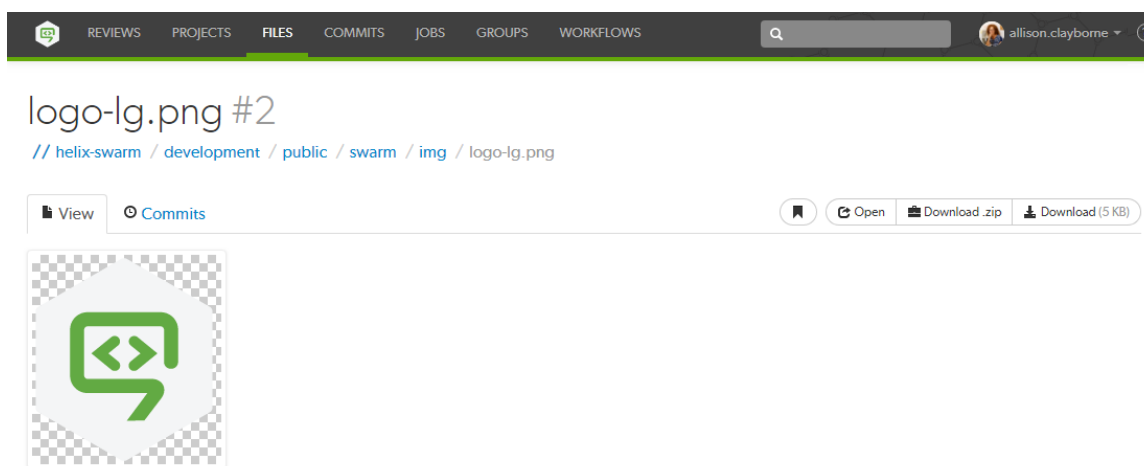 REVIEWS PROJECTS FILES COMMITS JOBS GROUPS WORKFLOWS allison.clayborne
logo-lg.png #2
// helix-swarm / development / public / swarm / img / logo-lg.png
View Commits Open Download .zip Download (5 KB)